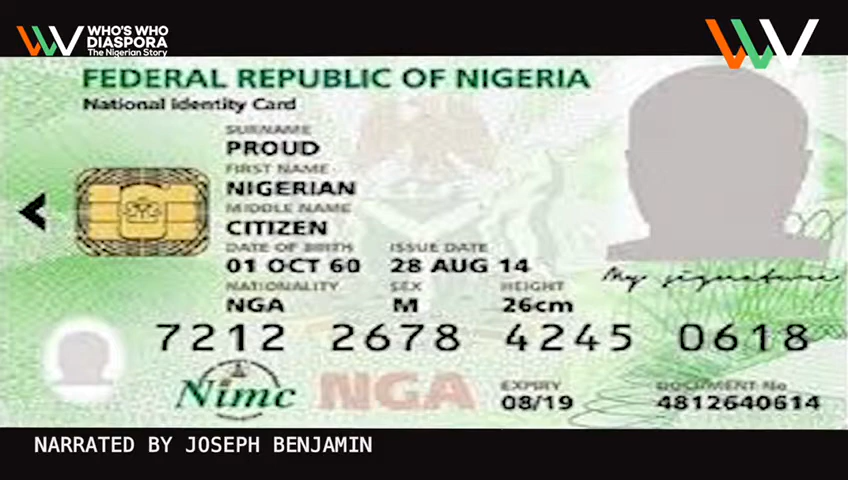 WHO'S WHO
DIASPORA
The Nigerian Story
FEDERAL REPUBLIC OF NIGERIA
National Identity Card
SURNAME
PROUD
FIRST NAME
NIGERIAN
MIDDLE NAME
CITIZEN
DATE OF BIRTH ISSUE DATE
01 OCT 60 28 AUG 14
NATIONALITY SEX HEIGHT
NGA M 26cm
My signature
7212 2678 4245 0618
Nimc NGA
EXPIRY DOCUMENT No
08/19 4812640614
NARRATED BY JOSEPH BENJAMIN